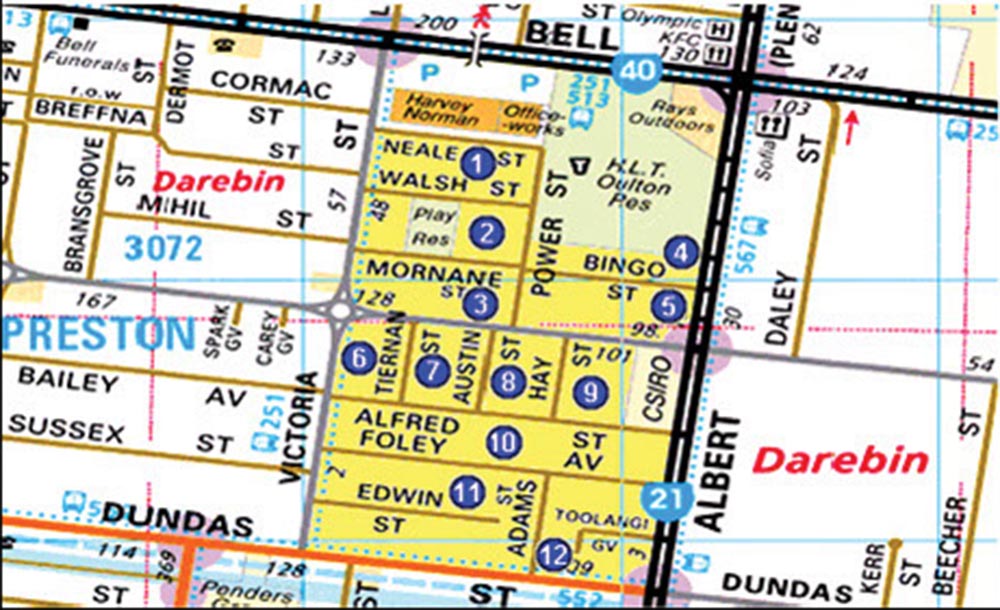 13
200
ST
Olympic
H
KFC
130
BELL
(PLEN
62
124
40
133
Bell
Funerals
ST
DERMOT
r.o.w
BREFFNA
CORMAC
ST
ST
ST
P
P
Harvey
Norman
Office-
works
251
513
Rays
Outdoors
103
Sofia
ST
25
NEALE 1 ST
WALSH ST
H.L.T.
Oulton
Res
BRANSGROVE
ST
Darebin
MIHIL
ST
57
48
Play
Res
2
POWER
ST
4
BINGO
ST
5
567
3072
MORNANE
ST
3
128
98
30
DALEY
167
PRESTON
SPARK
GV
CAREY
GV
6
TIERNAN
ST
7
AUSTIN
ST
8
HAY
ST
9
101
CSIRO
54
BAILEY
AV
SUSSEX
ST
251
VICTORIA
ALFRED
ST
FOLEY
AV
10
ALBERT
Darebin
ST
BEECHER
2
EDWIN
11
ST
ST
ADAMS
TOOLANGI
GV
3
12
21
5
DUNDAS
114
369
128
ST
Penders
ST
ST
552
DUNDAS
KERR
ST